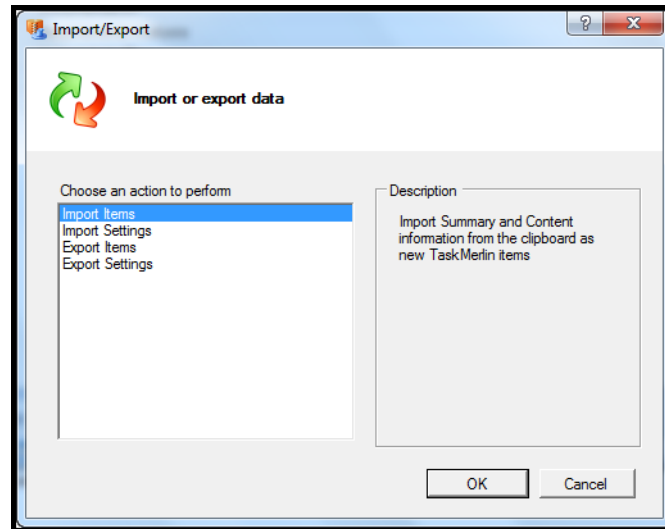 Import/Export
?
X
Import or export data
Choose an action to perform
Import Items
Import Settings
Export Items
Export Settings
Description
Import Summary and Content
information from the clipboard as
new TaskMerlin items
OK
Cancel